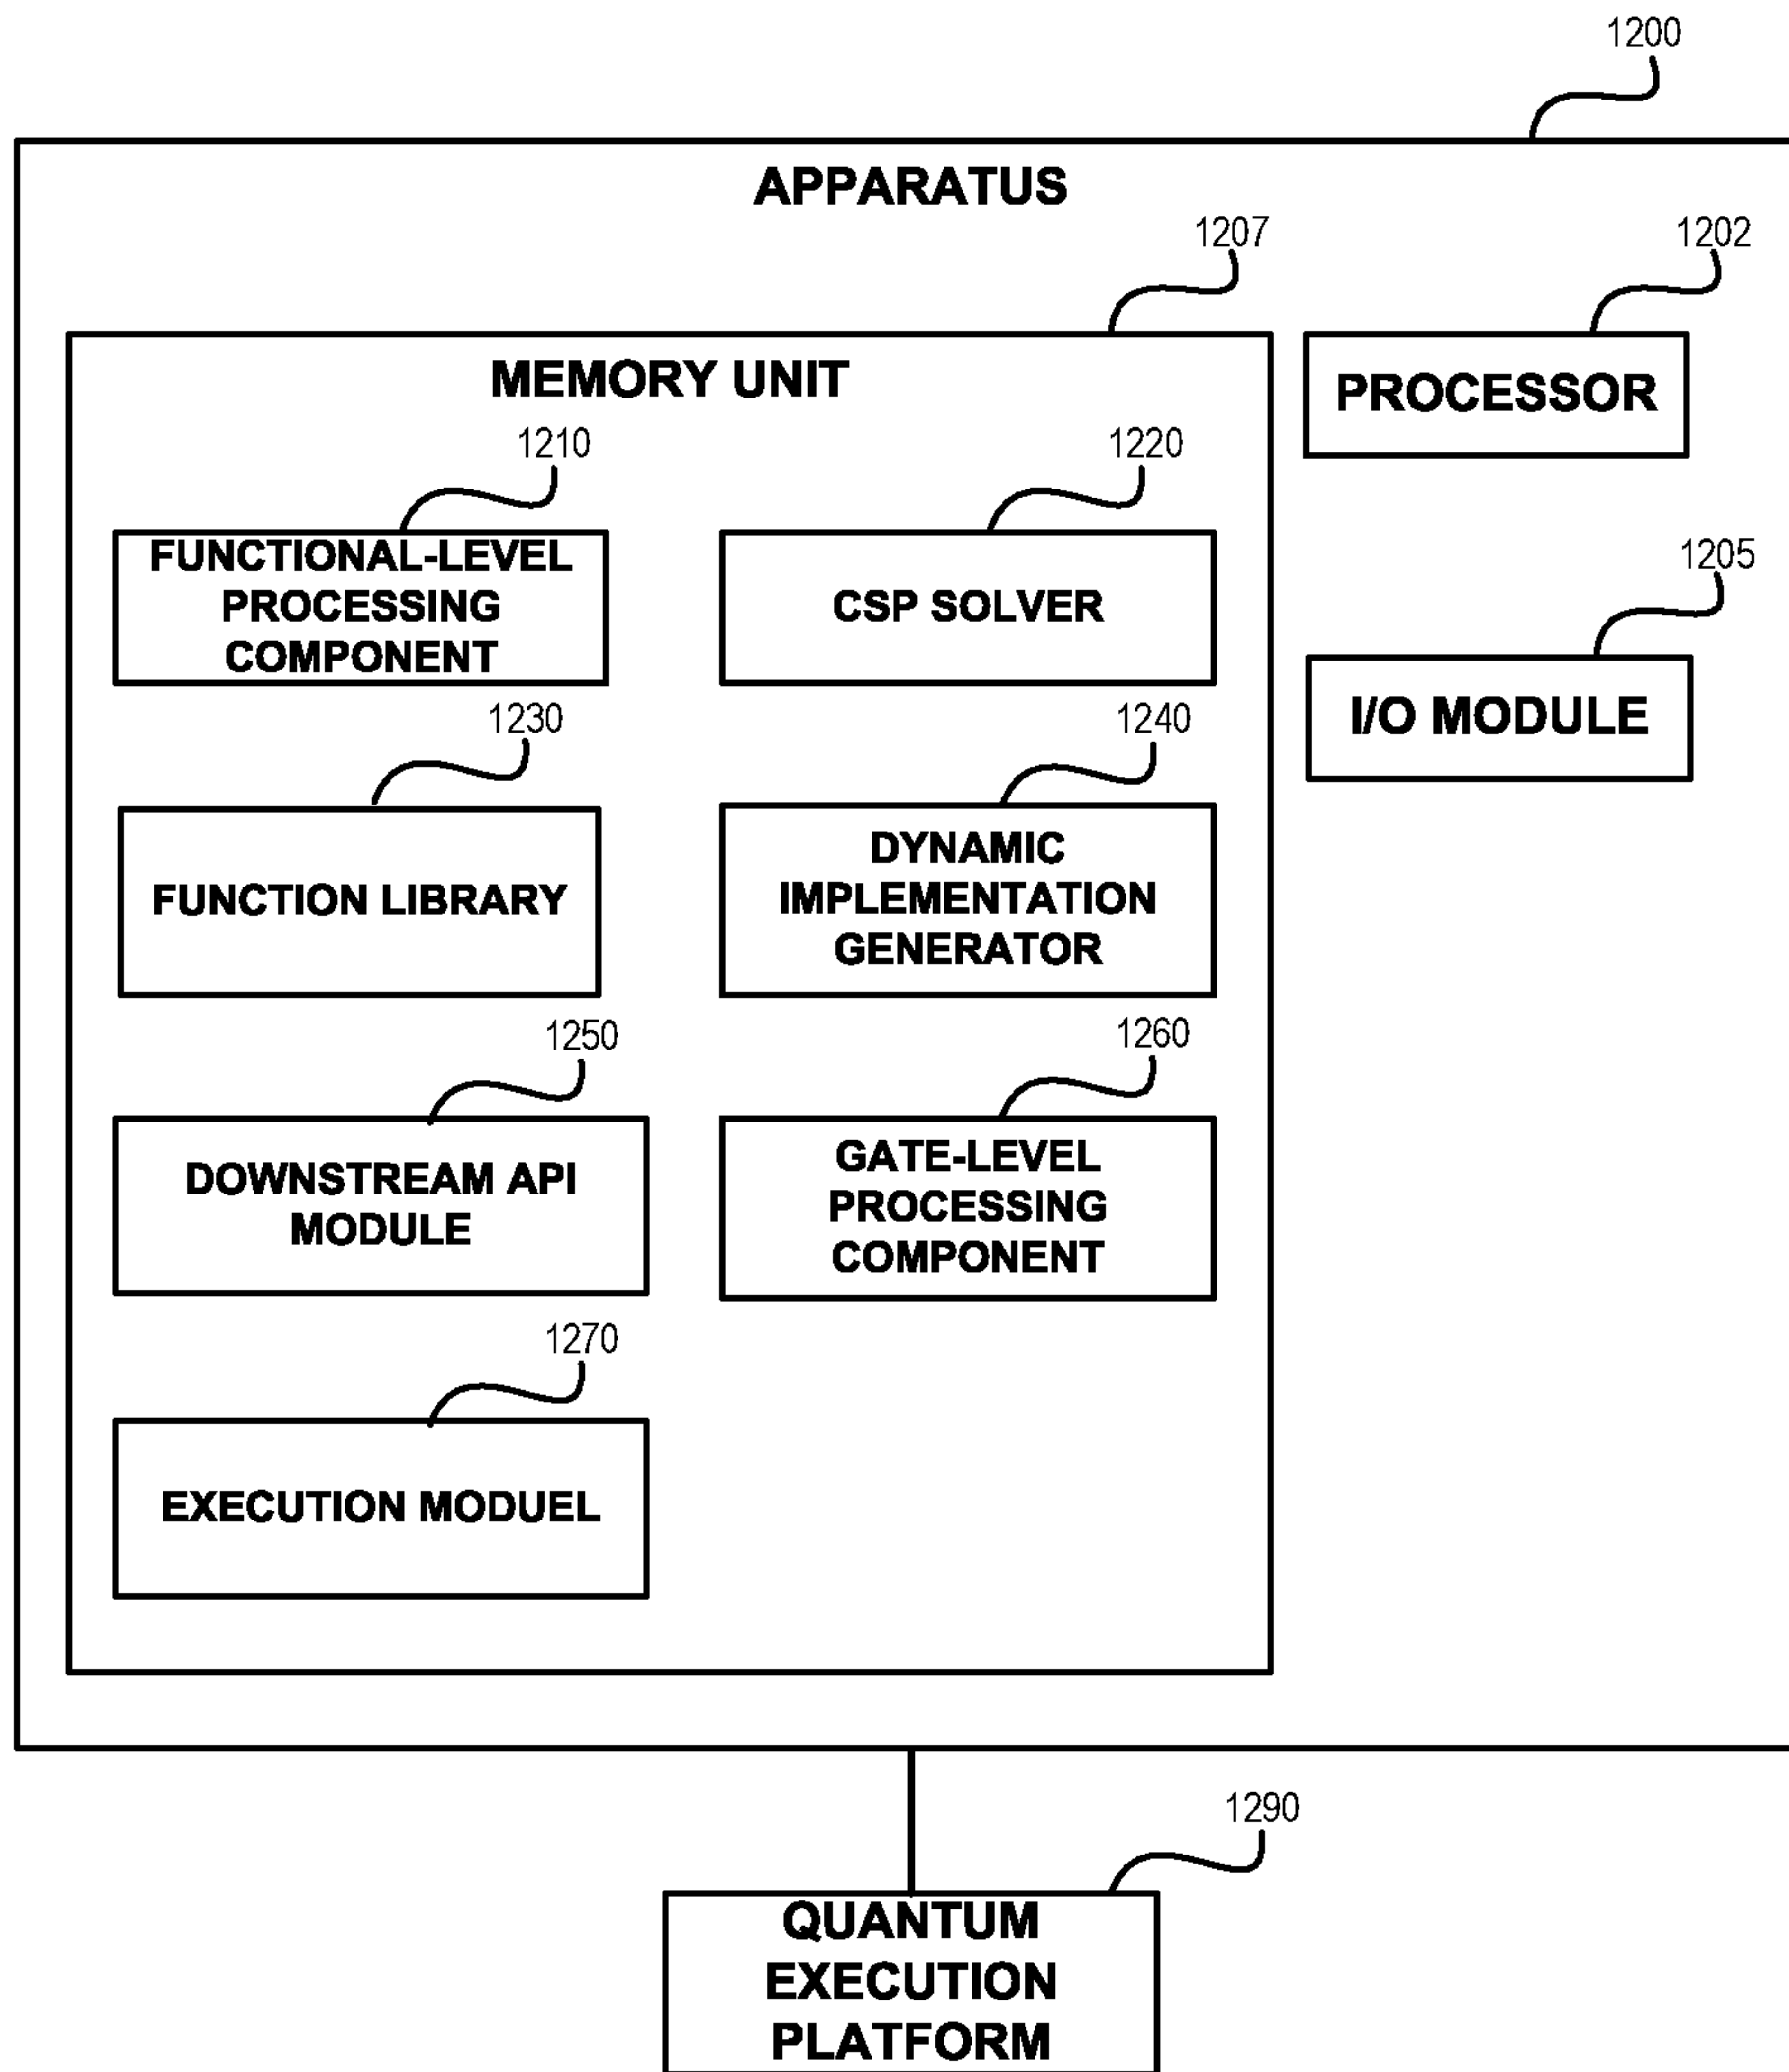 1200
APPARATUS
1207
1202
MEMORY UNIT
PROCESSOR
1210
1220
FUNCTIONAL-LEVEL
PROCESSING
COMPONENT
CSP SOLVER
1205
I/O MODULE
1230
1240
FUNCTION LIBRARY
DYNAMIC
IMPLEMENTATION
GENERATOR
1250
1260
DOWNSTREAM API
MODULE
GATE-LEVEL
PROCESSING
COMPONENT
1270
EXECUTION MODUEL
1290
QUANTUM
EXECUTION
PLATFORM